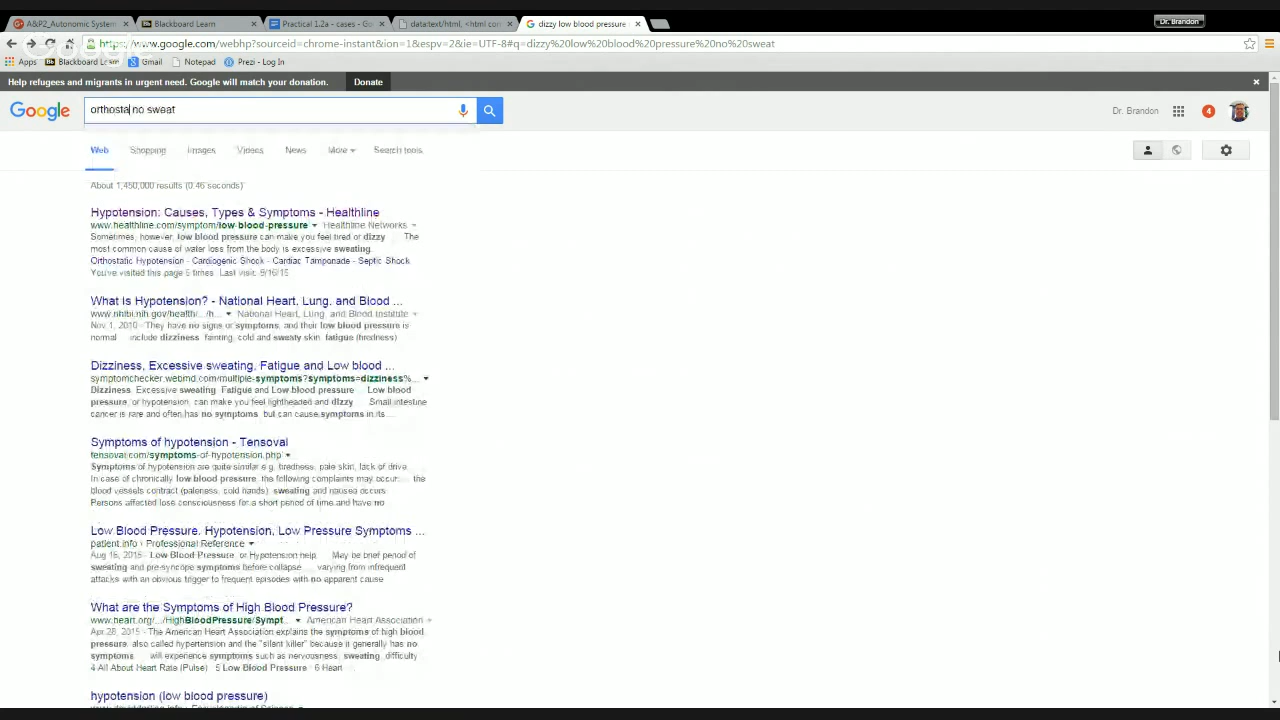 A&P2_Autonomic System
Blackboard Learn
Practical 1.2a - cases - Go
data:text/html, <html con
dizzy low blood pressure
Dr. Brandon
https://www.google.com/webhp?sourceid=chrome-instant&ion=1&espv=2&ie=UTF-8#q=dizzy%20low%20blood%20pressure%20no%20sweat
Apps
Blackboard Learn
Gmail
Notepad
Prezi - Log In
Help refugees and migrants in urgent need. Google will match your donation.
Donate
Google
orthosta no sweat
Dr. Brandon
4
Web
Shopping
Images
Videos
News
More
Search tools
About 1,450,000 results (0.46 seconds)
Hypotension: Causes, Types & Symptoms - Healthline
www.healthline.com/symptom/low-blood-pressure Healthline Networks
Sometimes, however, low blood pressure can make you feel tired or dizzy The
most common cause of water loss from the body is excessive sweating.
Orthostatic Hypotension - Cardiogenic Shock - Cardiac Tamponade - Septic Shock
You've visited this page 5 times Last visit: 9/16/15
What is Hypotension? - National Heart, Lung, and Blood ...
www.nhlbi.nih.gov/health/.../h... National Heart, Lung, and Blood Institute
Nov 1, 2010 - They have no signs or symptoms, and their low blood pressure is
normal include dizziness fainting, cold and sweaty skin fatigue (tiredness)
Dizziness, Excessive sweating, Fatigue and Low blood ...
symptomchecker.webmd.com/multiple-symptoms?symptoms=dizziness%...
Dizziness, Excessive sweating Fatigue and Low blood pressure Low blood
pressure, or hypotension, can make you feel lightheaded and dizzy Small intestine
cancer is rare and often has no symptoms but can cause symptoms in its ...
Symptoms of hypotension - Tensoval
tensoval.com/symptoms-of-hypotension.php
Symptoms of hypotension are quite similar e.g. tiredness, pale skin, lack of drive
In case of chronically low blood pressure the following complaints may occur: the
blood vessels contract (paleness, cold hands) sweating and nausea occurs
Persons affected lose consciousness for a short period of time and have no
Low Blood Pressure. Hypotension, Low Pressure Symptoms ...
patient.info › Professional Reference
Low Blood Pressure or Hypotension help May be brief period of
sweating and pre-syncope symptoms before collapse varying from infrequent
attacks with an obvious trigger to frequent episodes with no apparent cause
What are the Symptoms of High Blood Pressure?
www.heart.org/.../HighBloodPressure/Sympt... American Heart Association
Apr 28, 2015 - The American Heart Association explains the symptoms of high blood
pressure, also called hypertension and the "silent killer" because it generally has no
symptoms will experience symptoms such as nervousness, sweating, difficulty
4 All About Heart Rate (Pulse) 5 Low Blood Pressure 6 Heart
hypotension (low blood pressure)